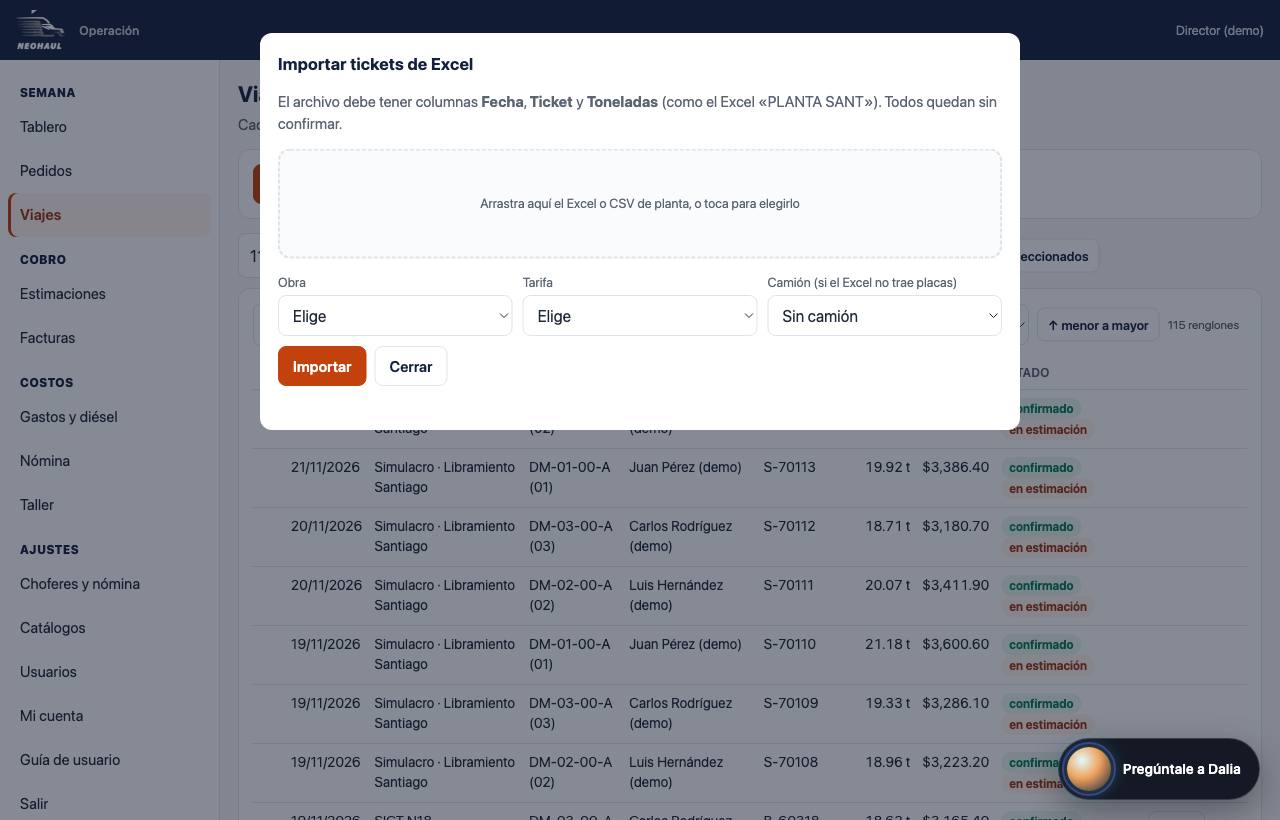 NEOHAUL
Operación
Director (demo)
SEMANA
Tablero
Pedidos
Viajes
COBRO
Estimaciones
Facturas
COSTOS
Gastos y diésel
Nómina
Taller
AJUSTES
Choferes y nómina
Catálogos
Usuarios
Mi cuenta
Guía de usuario
Salir
Importar tickets de Excel
El archivo debe tener columnas Fecha, Ticket y Toneladas (como el Excel «PLANTA SANT»). Todos quedan sin
confirmar.
Arrastra aquí el Excel o CSV de planta, o toca para elegirlo
Obra
Tarifa
Camión (si el Excel no trae placas)
Elige
Elige
Sin camión
Importar
Cerrar
↑ menor a mayor
115 renglones
confirmado
en estimación
21/11/2026 Simulacro · Libramiento DM-01-00-A Juan Pérez (demo) S-70113 19.92 t $3,386.40 confirmado
Santiago (01) en estimación
20/11/2026 Simulacro · Libramiento DM-03-00-A Carlos Rodríguez S-70112 18.71 t $3,180.70 confirmado
Santiago (03) (demo) en estimación
20/11/2026 Simulacro · Libramiento DM-02-00-A Luis Hernández S-70111 20.07 t $3,411.90 confirmado
Santiago (02) (demo) en estimación
19/11/2026 Simulacro · Libramiento DM-01-00-A Juan Pérez (demo) S-70110 21.18 t $3,600.60 confirmado
Santiago (01) en estimación
19/11/2026 Simulacro · Libramiento DM-03-00-A Carlos Rodríguez S-70109 19.33 t $3,286.10 confirmado
Santiago (03) (demo) en estimación
19/11/2026 Simulacro · Libramiento DM-02-00-A Luis Hernández S-70108 18.96 t $3,223.20
Santiago (02) (demo)
Pregúntale a Dalia